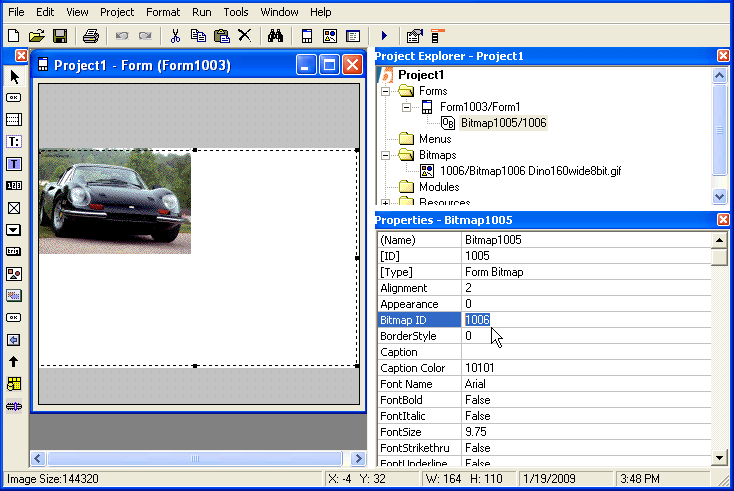 File Edit View Project Format Run Tools Window Help
Project1 - Form (Form1003)
Project Explorer - Project1
Project1
Forms
Form1003/Form1
Bitmap1005/1006
Menus
Bitmaps
1006/Bitmap1006 Dino160wide8bit.gif
Modules
Resources
Properties - Bitmap1005
(Name) Bitmap1005
[ID] 1005
[Type] Form Bitmap
Alignment 2
Appearance 0
Bitmap ID 1006
BorderStyle 0
Caption
Caption Color 10101
Font Name Arial
FontBold False
FontItalic False
FontSize 9.75
FontStrikethru False
FontUnderline False
Image Size:144320 X: -4 Y: 32 W: 164 H: 110 1/19/2009 3:48 PM